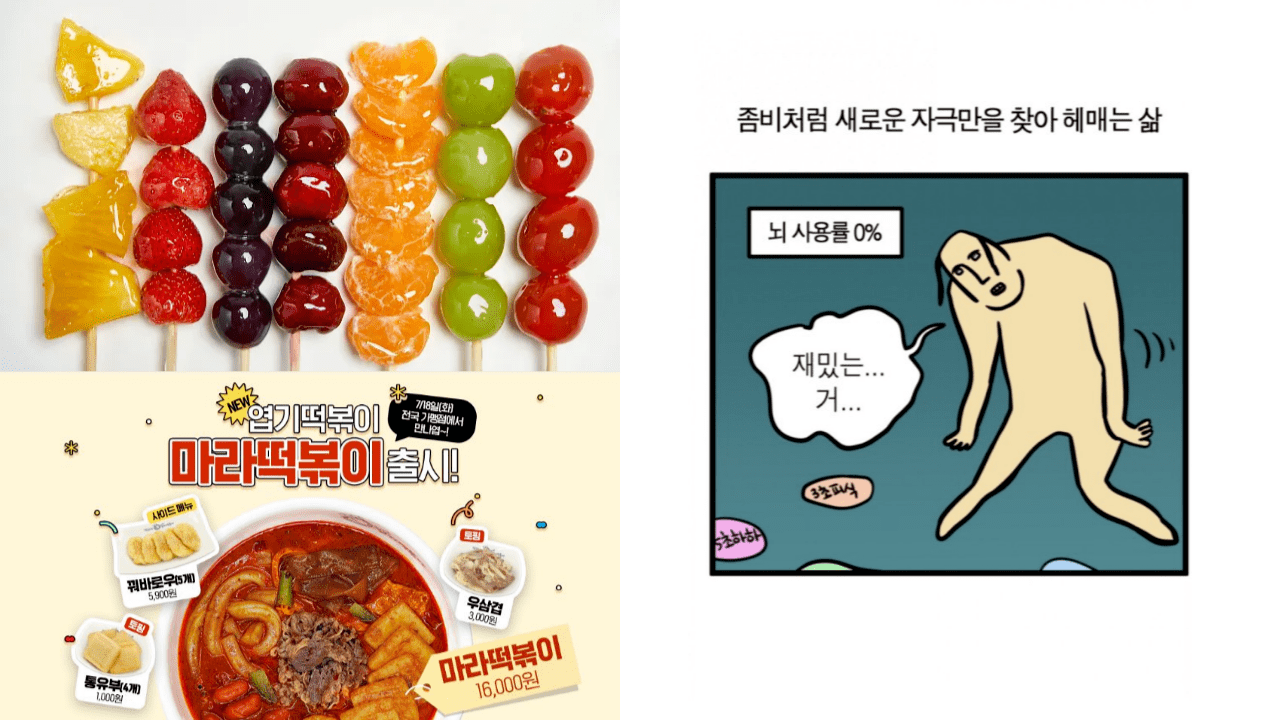 NEW
엽기떡볶이
7/18일(화)
전국 가맹점에서
만나엽~!
마라떡볶이 출시!
사이드 메뉴
꿔바로우(5개)
5,900원
토핑
우삼겹
3,000원
토핑
통유부(4개)
1,000원
마라떡볶이
16,000원
좀비처럼 새로운 자극만을 찾아 헤매는 삶
뇌 사용률 0%
재밌는...
거...
3초피식
5초하하